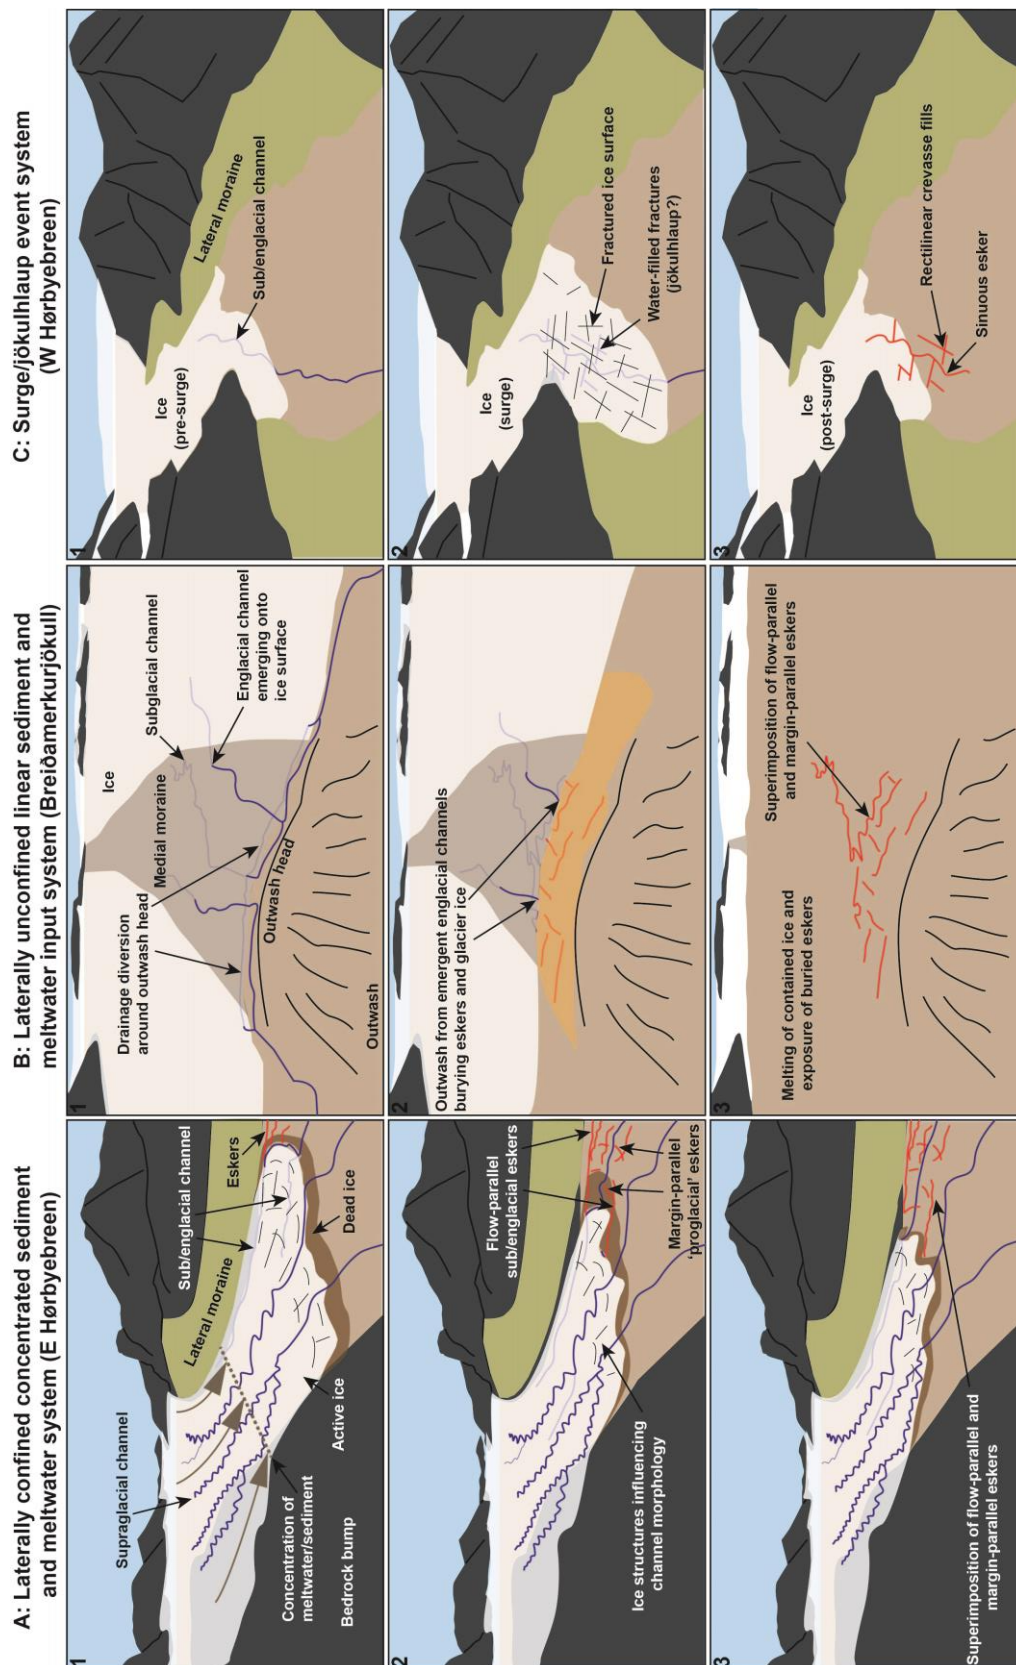 A: Laterally confined concentrated sediment
and meltwater system (E Hørbyebreen)
1
Supraglacial channel
Lateral moraine
Sub/englacial channel
Eskers
Dead ice
Active ice
Concentration of
meltwater/sediment
Bedrock bump
2
Flow-parallel
sub/englacial eskers
Margin-parallel
'proglacial' eskers
Ice structures influencing
channel morphology
3
Superimposition of flow-parallel and
margin-parallel eskers
B: Laterally unconfined linear sediment and
meltwater input system (Breiðamerkurjökull)
1
Ice
Subglacial channel
Medial moraine
Englacial channel
emerging onto
ice surface
Drainage diversion
around outwash head
Outwash head
Outwash
2
Outwash from emergent englacial channels
burying eskers and glacier ice
3
Superimposition of flow-parallel
and margin-parallel eskers
Melting of contained ice and
exposure of buried eskers
C: Surge/jökulhlaup event system
(W Hørbyebreen)
1
Ice
(pre-surge)
Lateral moraine
Sub/englacial channel
2
Ice
(surge)
Fractured ice surface
Water-filled fractures
(jökulhlaup?)
3
Ice
(post-surge)
Rectilinear crevasse fills
Sinuous esker